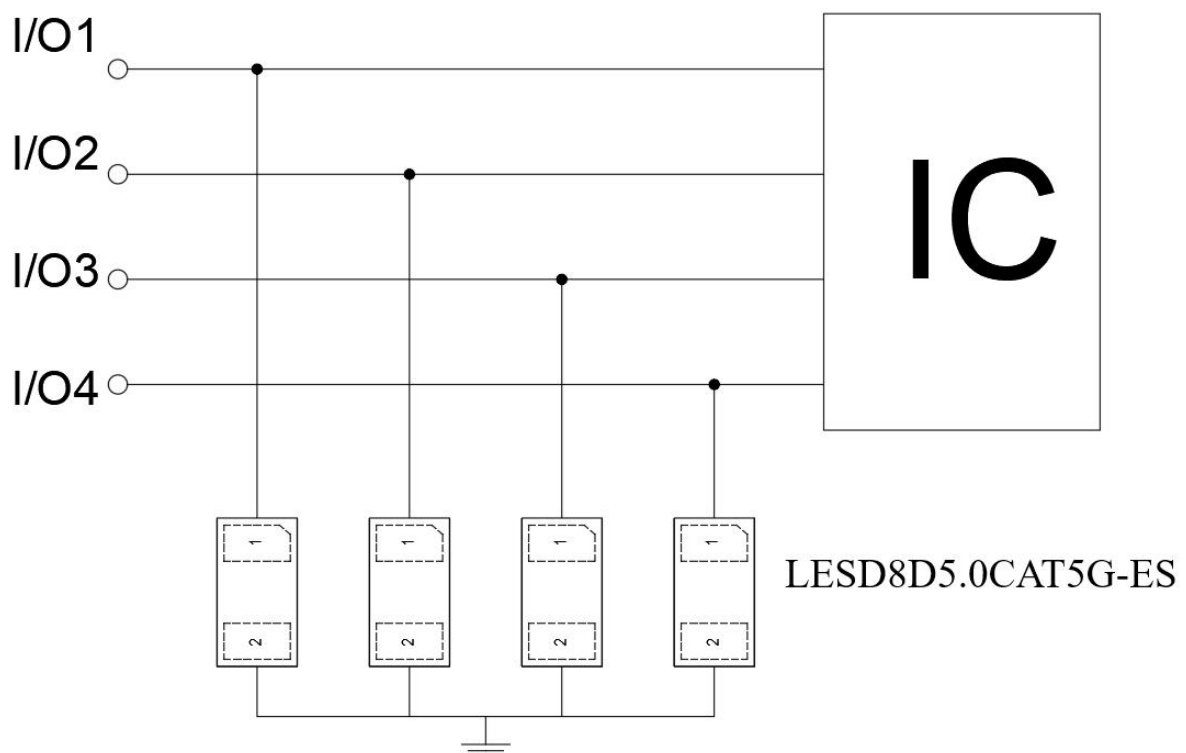 I/O1
I/O2
I/O3
I/O4
IC
1 1 1 1
LESD8D5.0CAT5G-ES
2 2 2 2